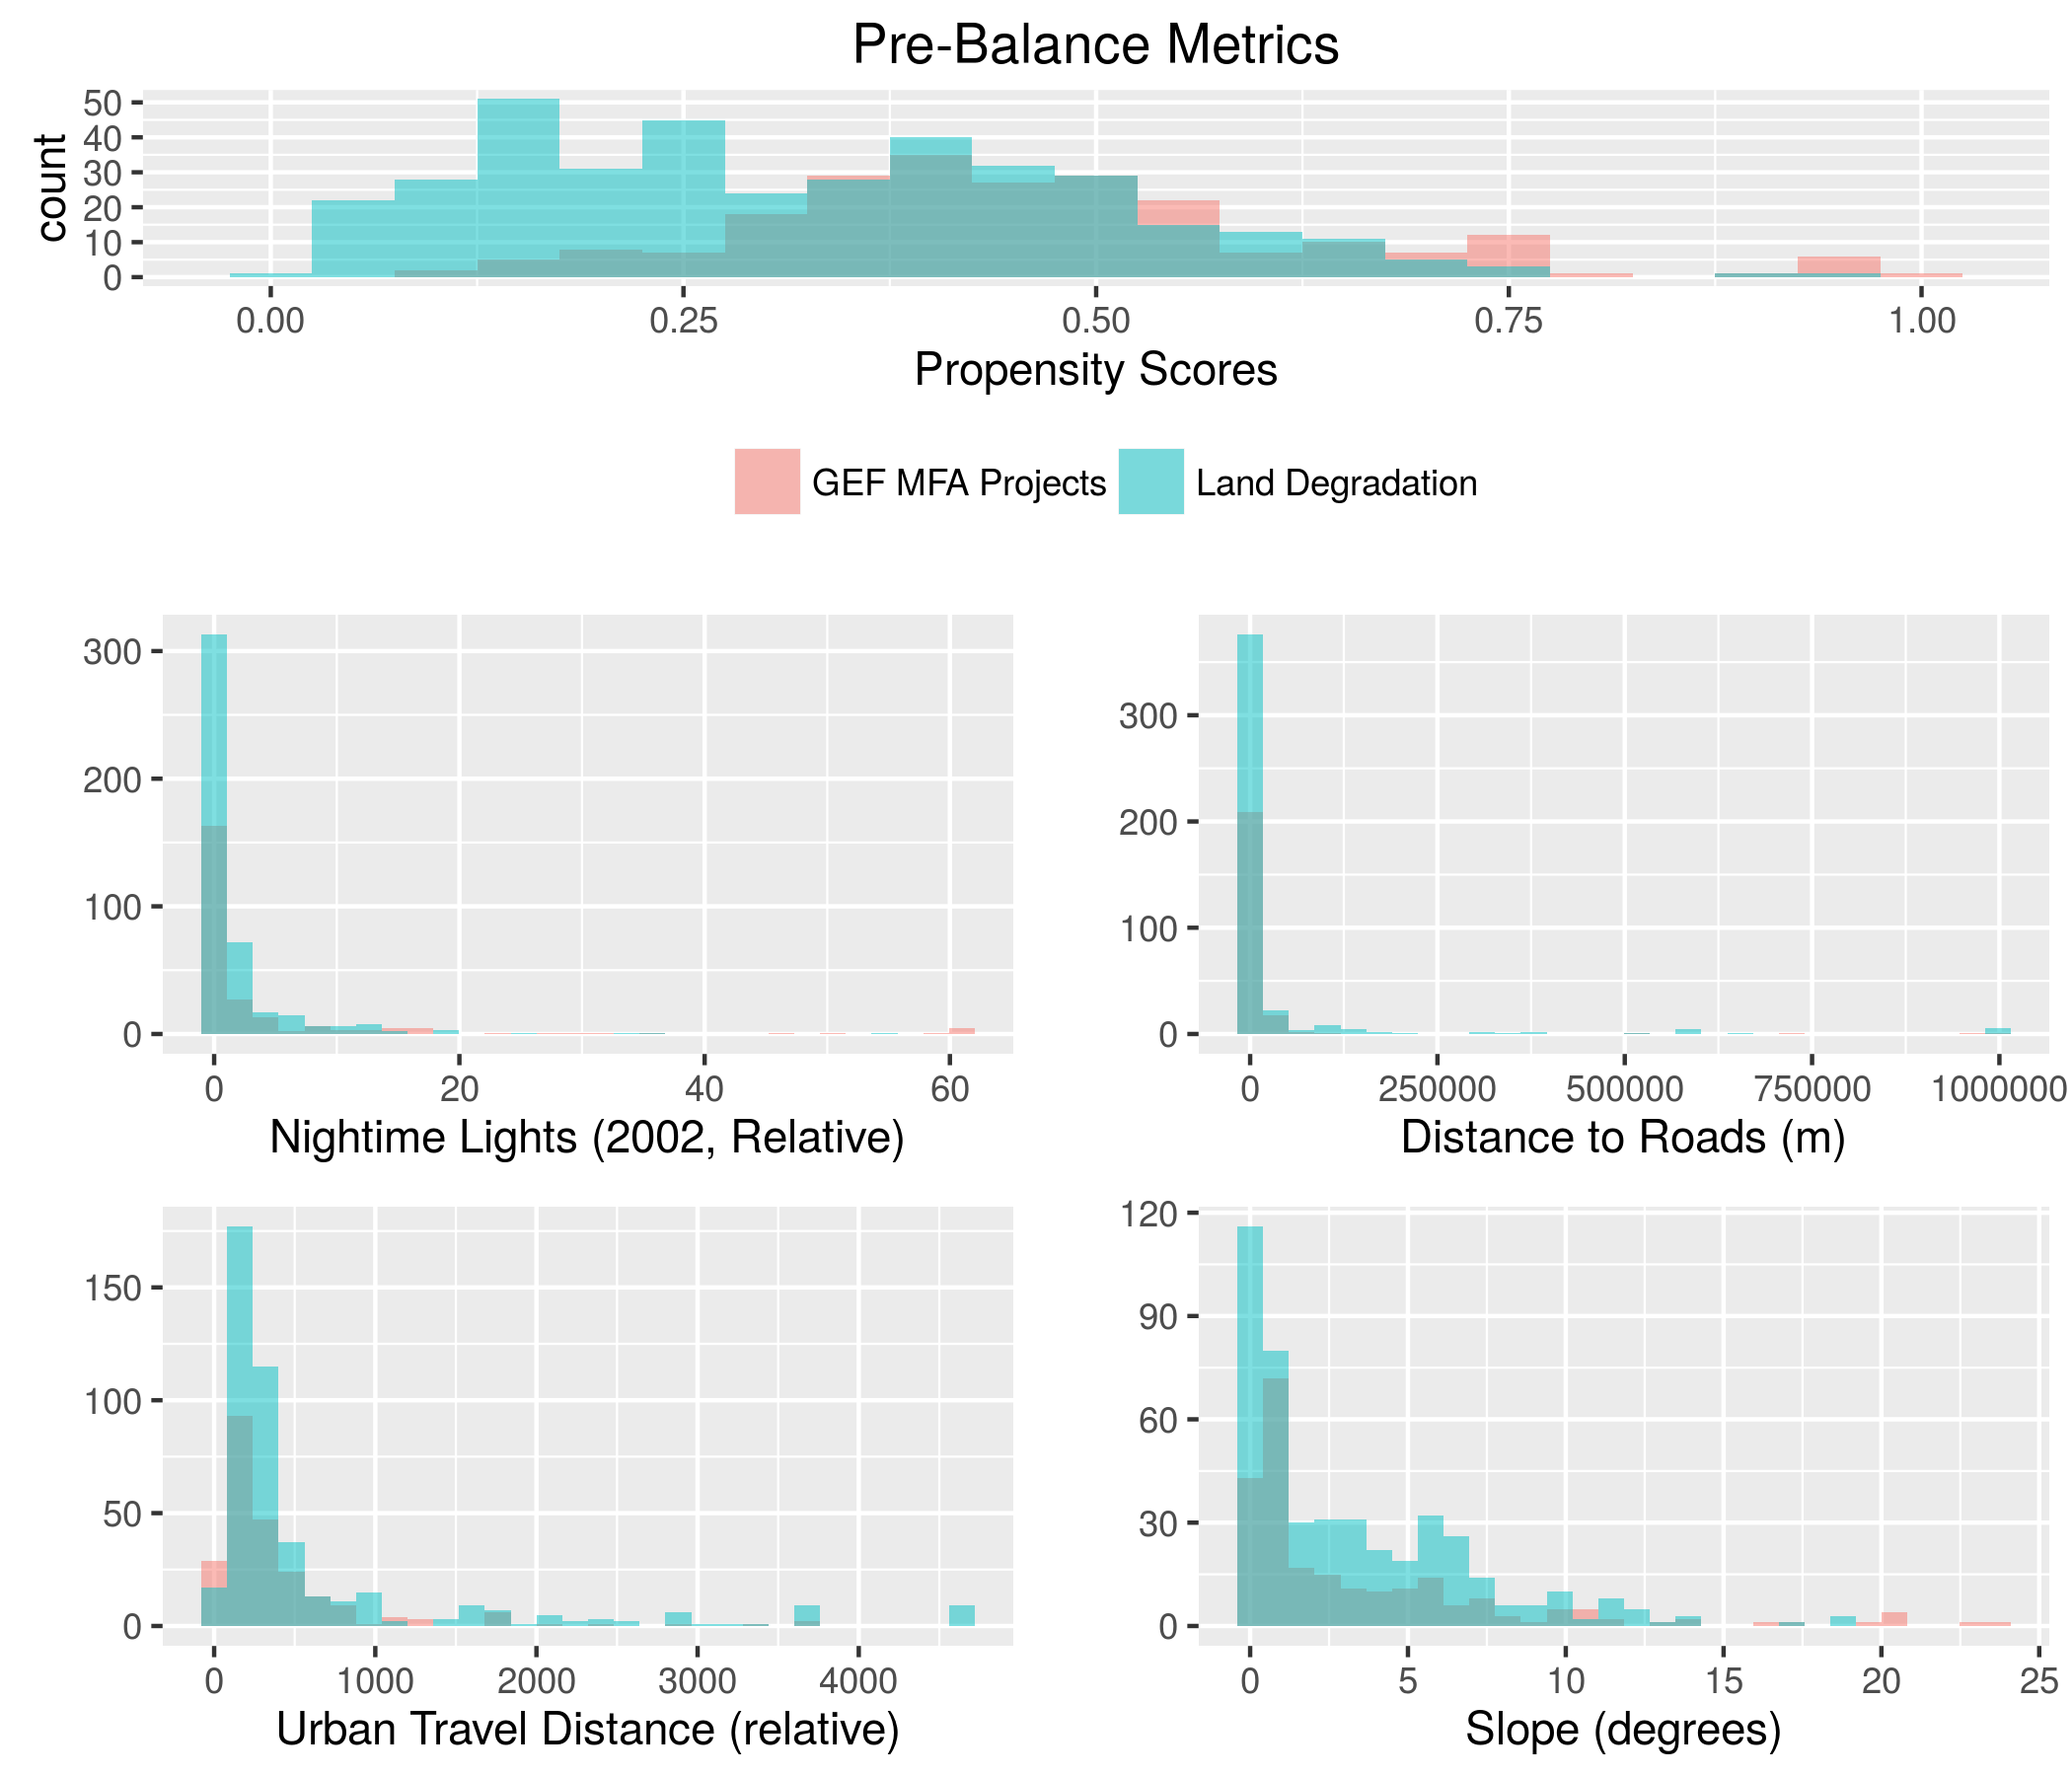 Pre-Balance Metrics
count
50
40
30
20
10
0
0.00 0.25 0.50 0.75 1.00
Propensity Scores
GEF MFA Projects Land Degradation
300
200
100
0
0 20 40 60
Nightime Lights (2002, Relative)
300
200
100
0
0 250000 500000 750000 1000000
Distance to Roads (m)
150
100
50
0
0 1000 2000 3000 4000
Urban Travel Distance (relative)
120
90
60
30
0
0 5 10 15 20 25
Slope (degrees)